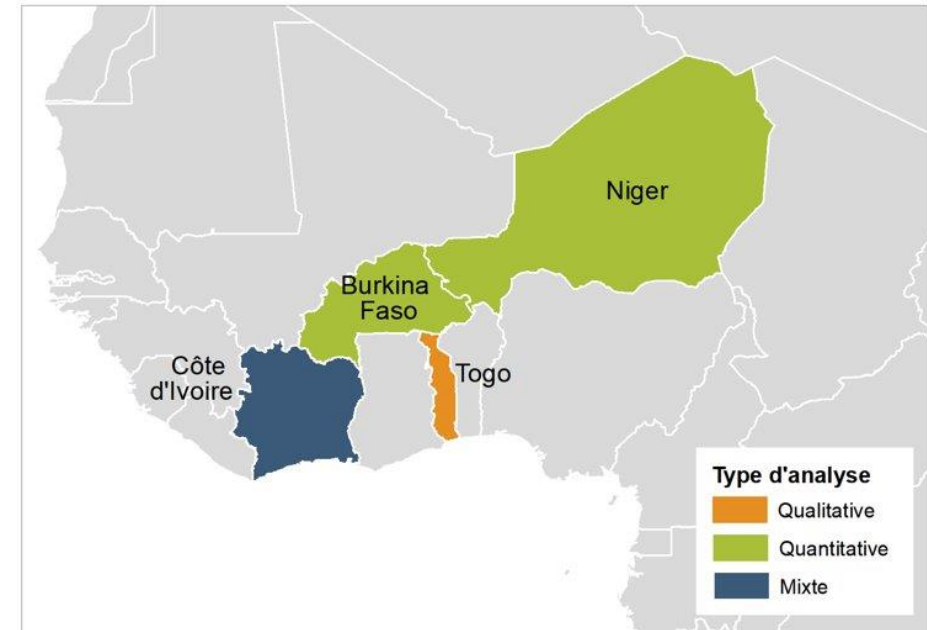 Niger
Burkina
Faso
Côte
d'Ivoire
Togo
Type d'analyse
Qualitative
Quantitative
Mixte